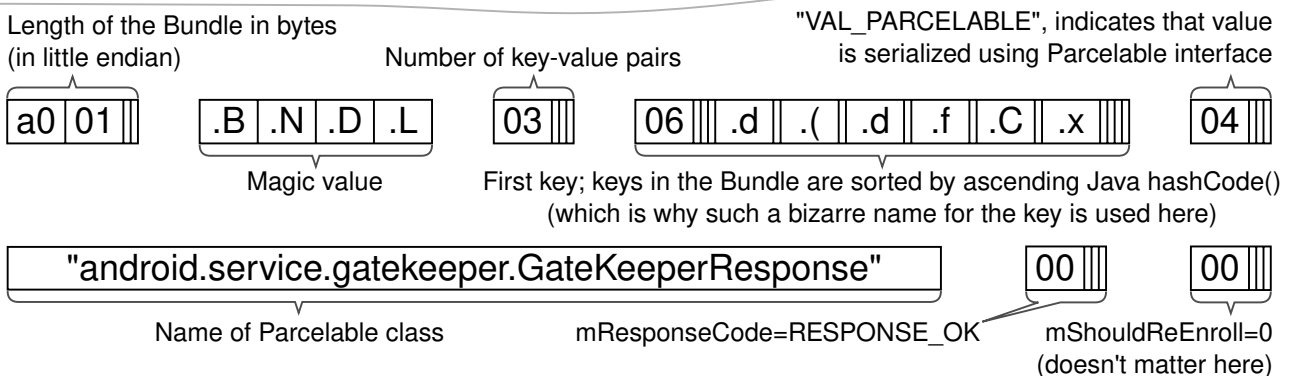 Length of the Bundle in bytes
(in little endian)
Number of key-value pairs
"VAL_PARCELABLE", indicates that value
is serialized using Parcelable interface
a0 01 .B .N .D .L 03 06 .d .( .d .f .C .x 04
Magic value
First key; keys in the Bundle are sorted by ascending Java hashCode()
(which is why such a bizarre name for the key is used here)
"android.service.gatekeeper.GateKeeperResponse" 00 00
Name of Parcelable class
mResponseCode=RESPONSE_OK
mShouldReEnroll=0
(doesn't matter here)